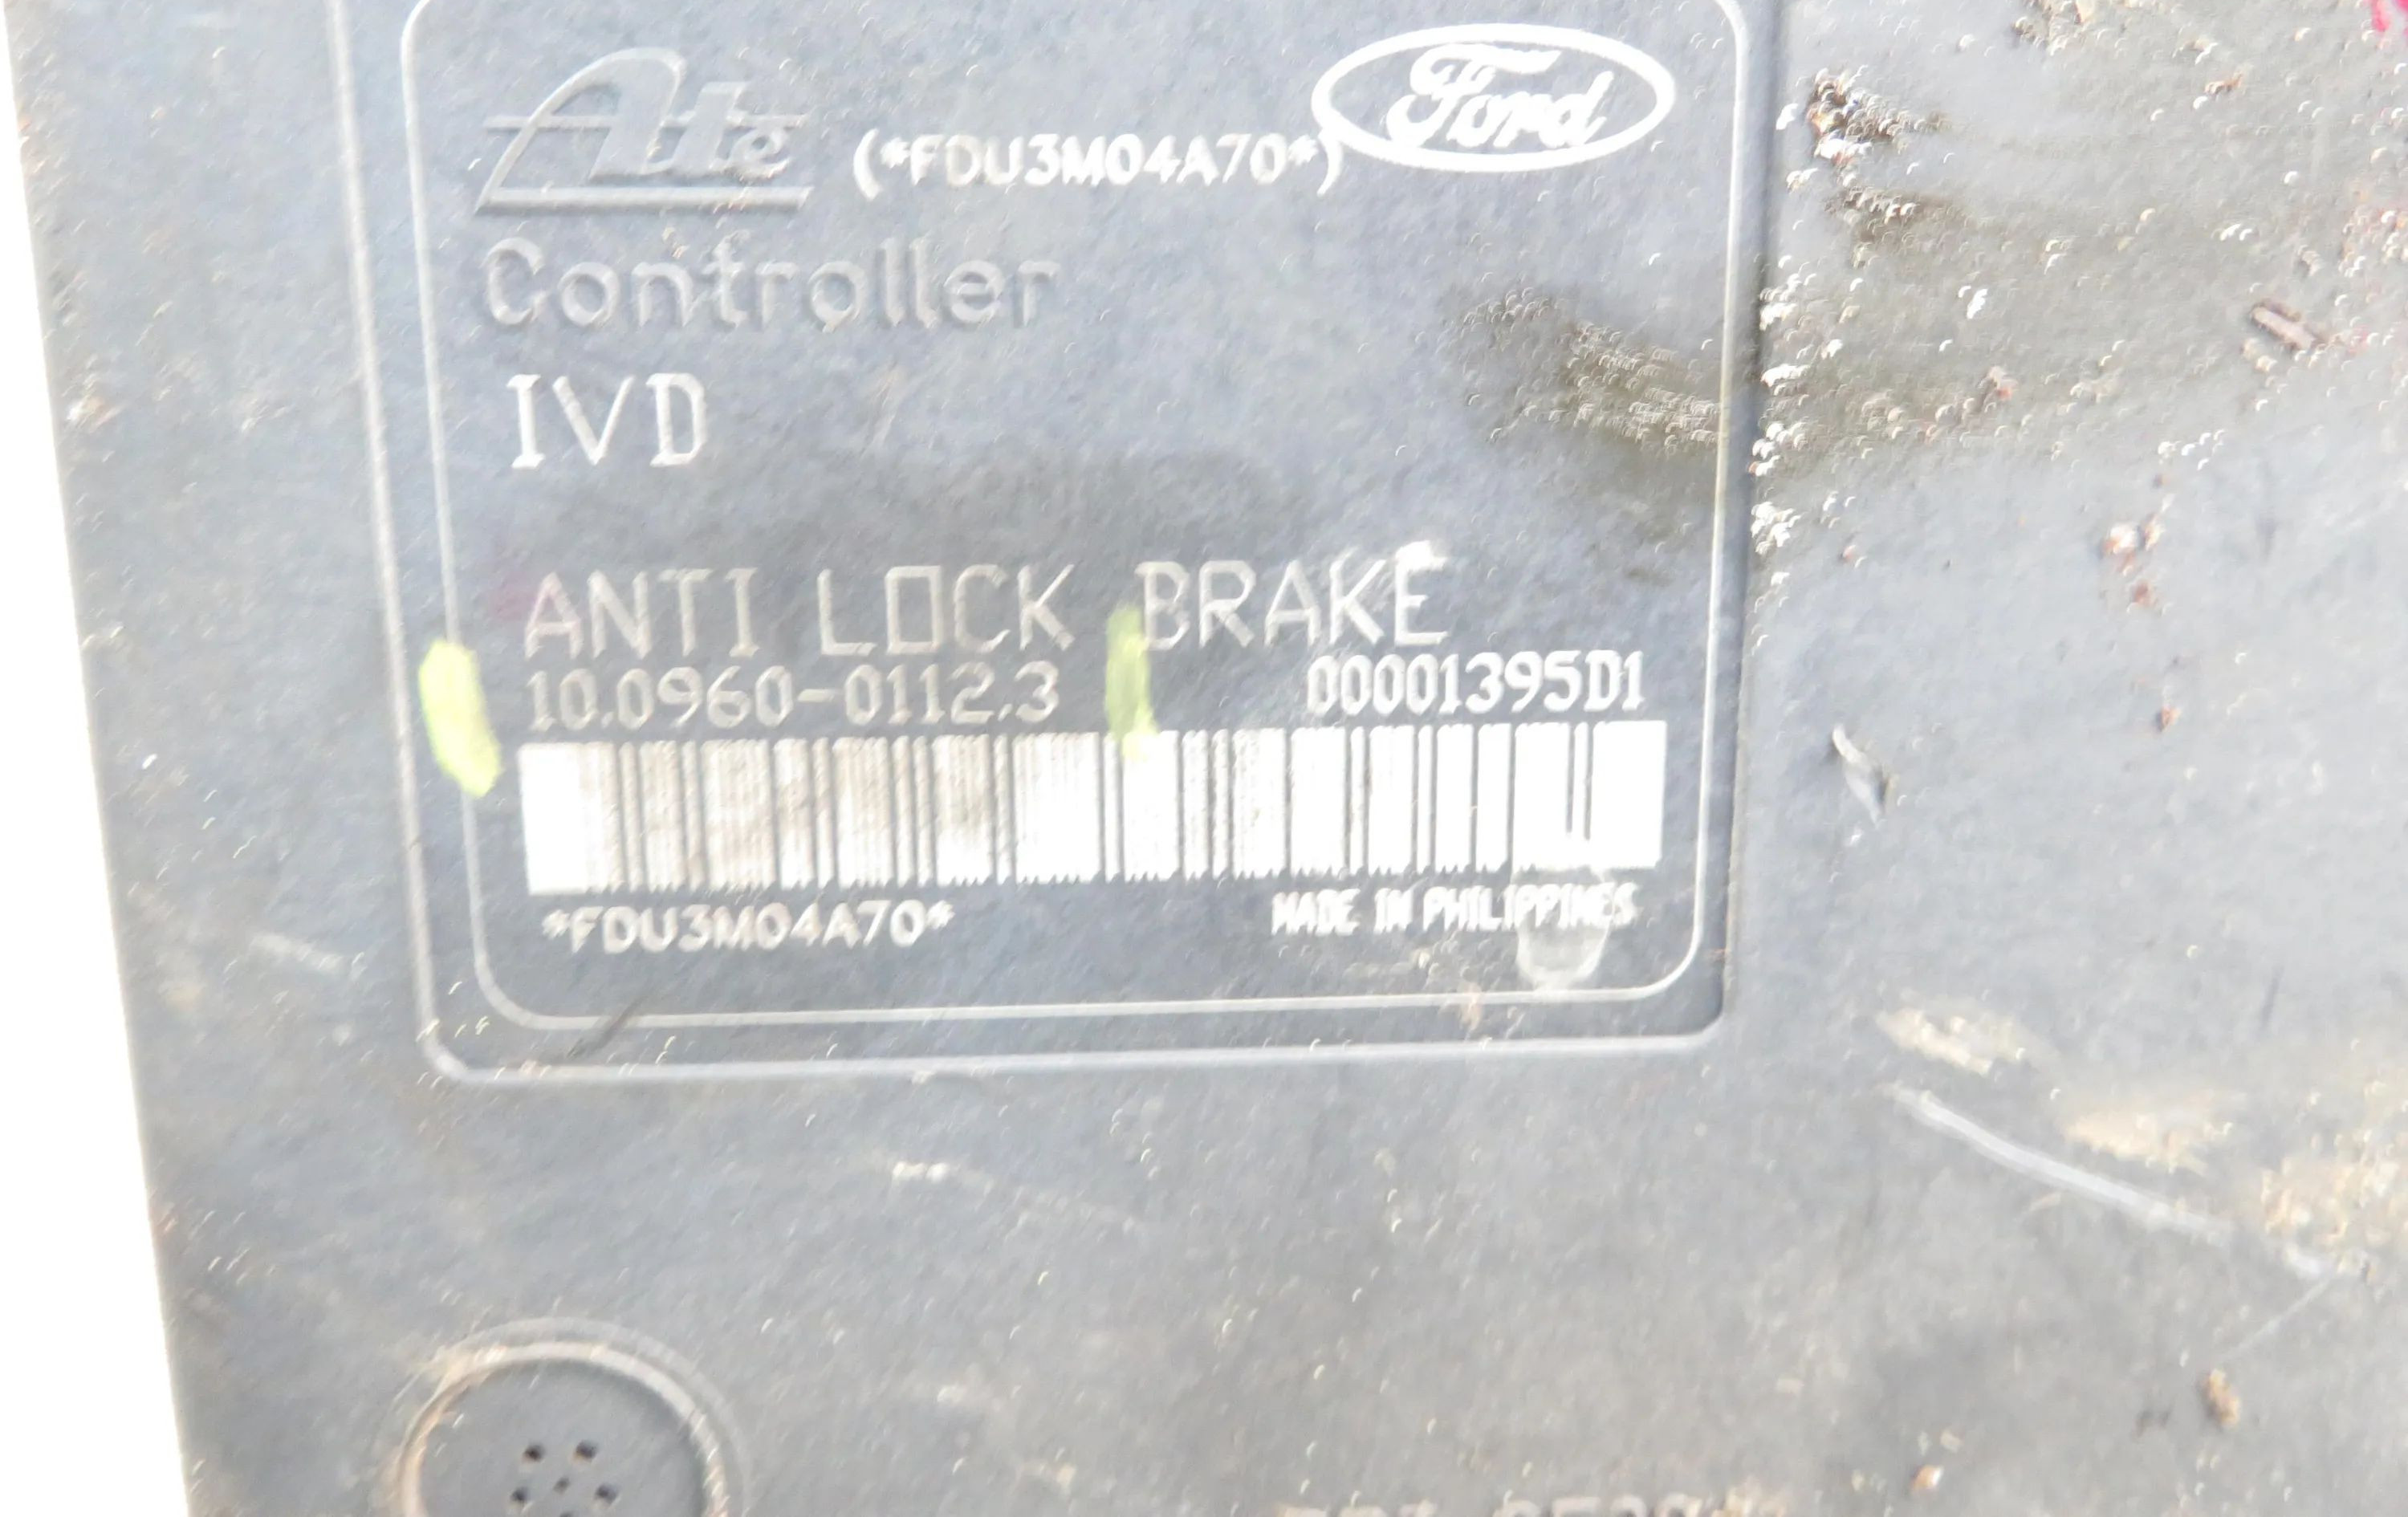 Ate (*FDU3M04A70*) Ford
Controller
IVD
ANTI LOCK BRAKE
10.0960-0112.3 00001395D1
*FDU3M04A70* MADE IN PHILIPPINES